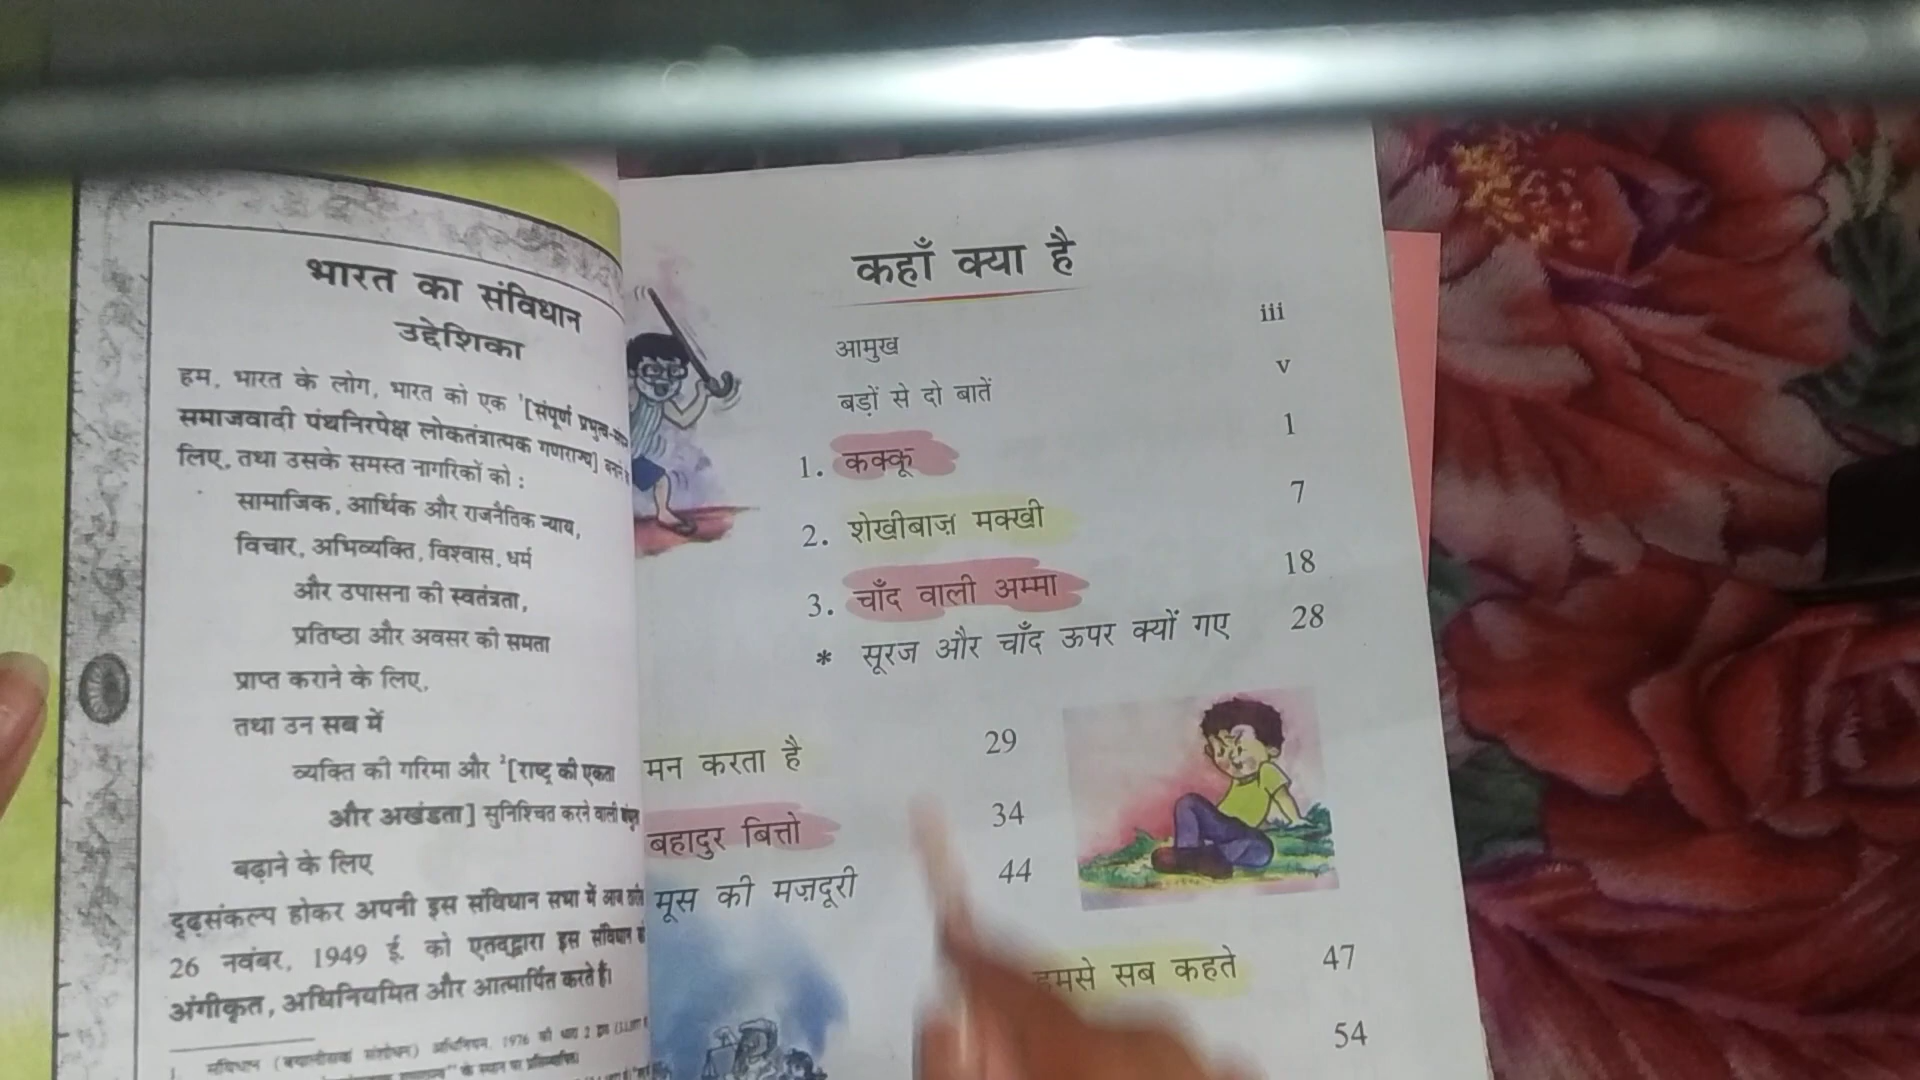 भारत का संविधान
उद्देशिका
हम, भारत के लोग, भारत को एक ¹[संपूर्ण प्रभुत्व-
समाजवादी पंथनिरपेक्ष लोकतंत्रात्मक गणराज्य]
लिए, तथा उसके समस्त नागरिकों को :
सामाजिक, आर्थिक और राजनैतिक न्याय,
विचार, अभिव्यक्ति, विश्वास, धर्म
और उपासना की स्वतंत्रता,
प्रतिष्ठा और अवसर की समता
प्राप्त कराने के लिए,
तथा उन सब में
व्यक्ति की गरिमा और ²[राष्ट्र की एकता
और अखंडता] सुनिश्चित करने वाली
बढ़ाने के लिए
दृढ़संकल्प होकर अपनी इस संविधान सभा में आज
26 नवंबर, 1949 ई. को एतद्द्वारा इस संविधान
अंगीकृत, अधिनियमित और आत्मार्पित करते हैं।
कहाँ क्या है
आमुख iii
बड़ों से दो बातें v
1. कक्कू 1
2. शेखीबाज़ मक्खी 7
3. चाँद वाली अम्मा 18
* सूरज और चाँद ऊपर क्यों गए 28
मन करता है 29
बहादुर बित्तो 34
मूस की मज़दूरी 44
हमसे सब कहते 47
54